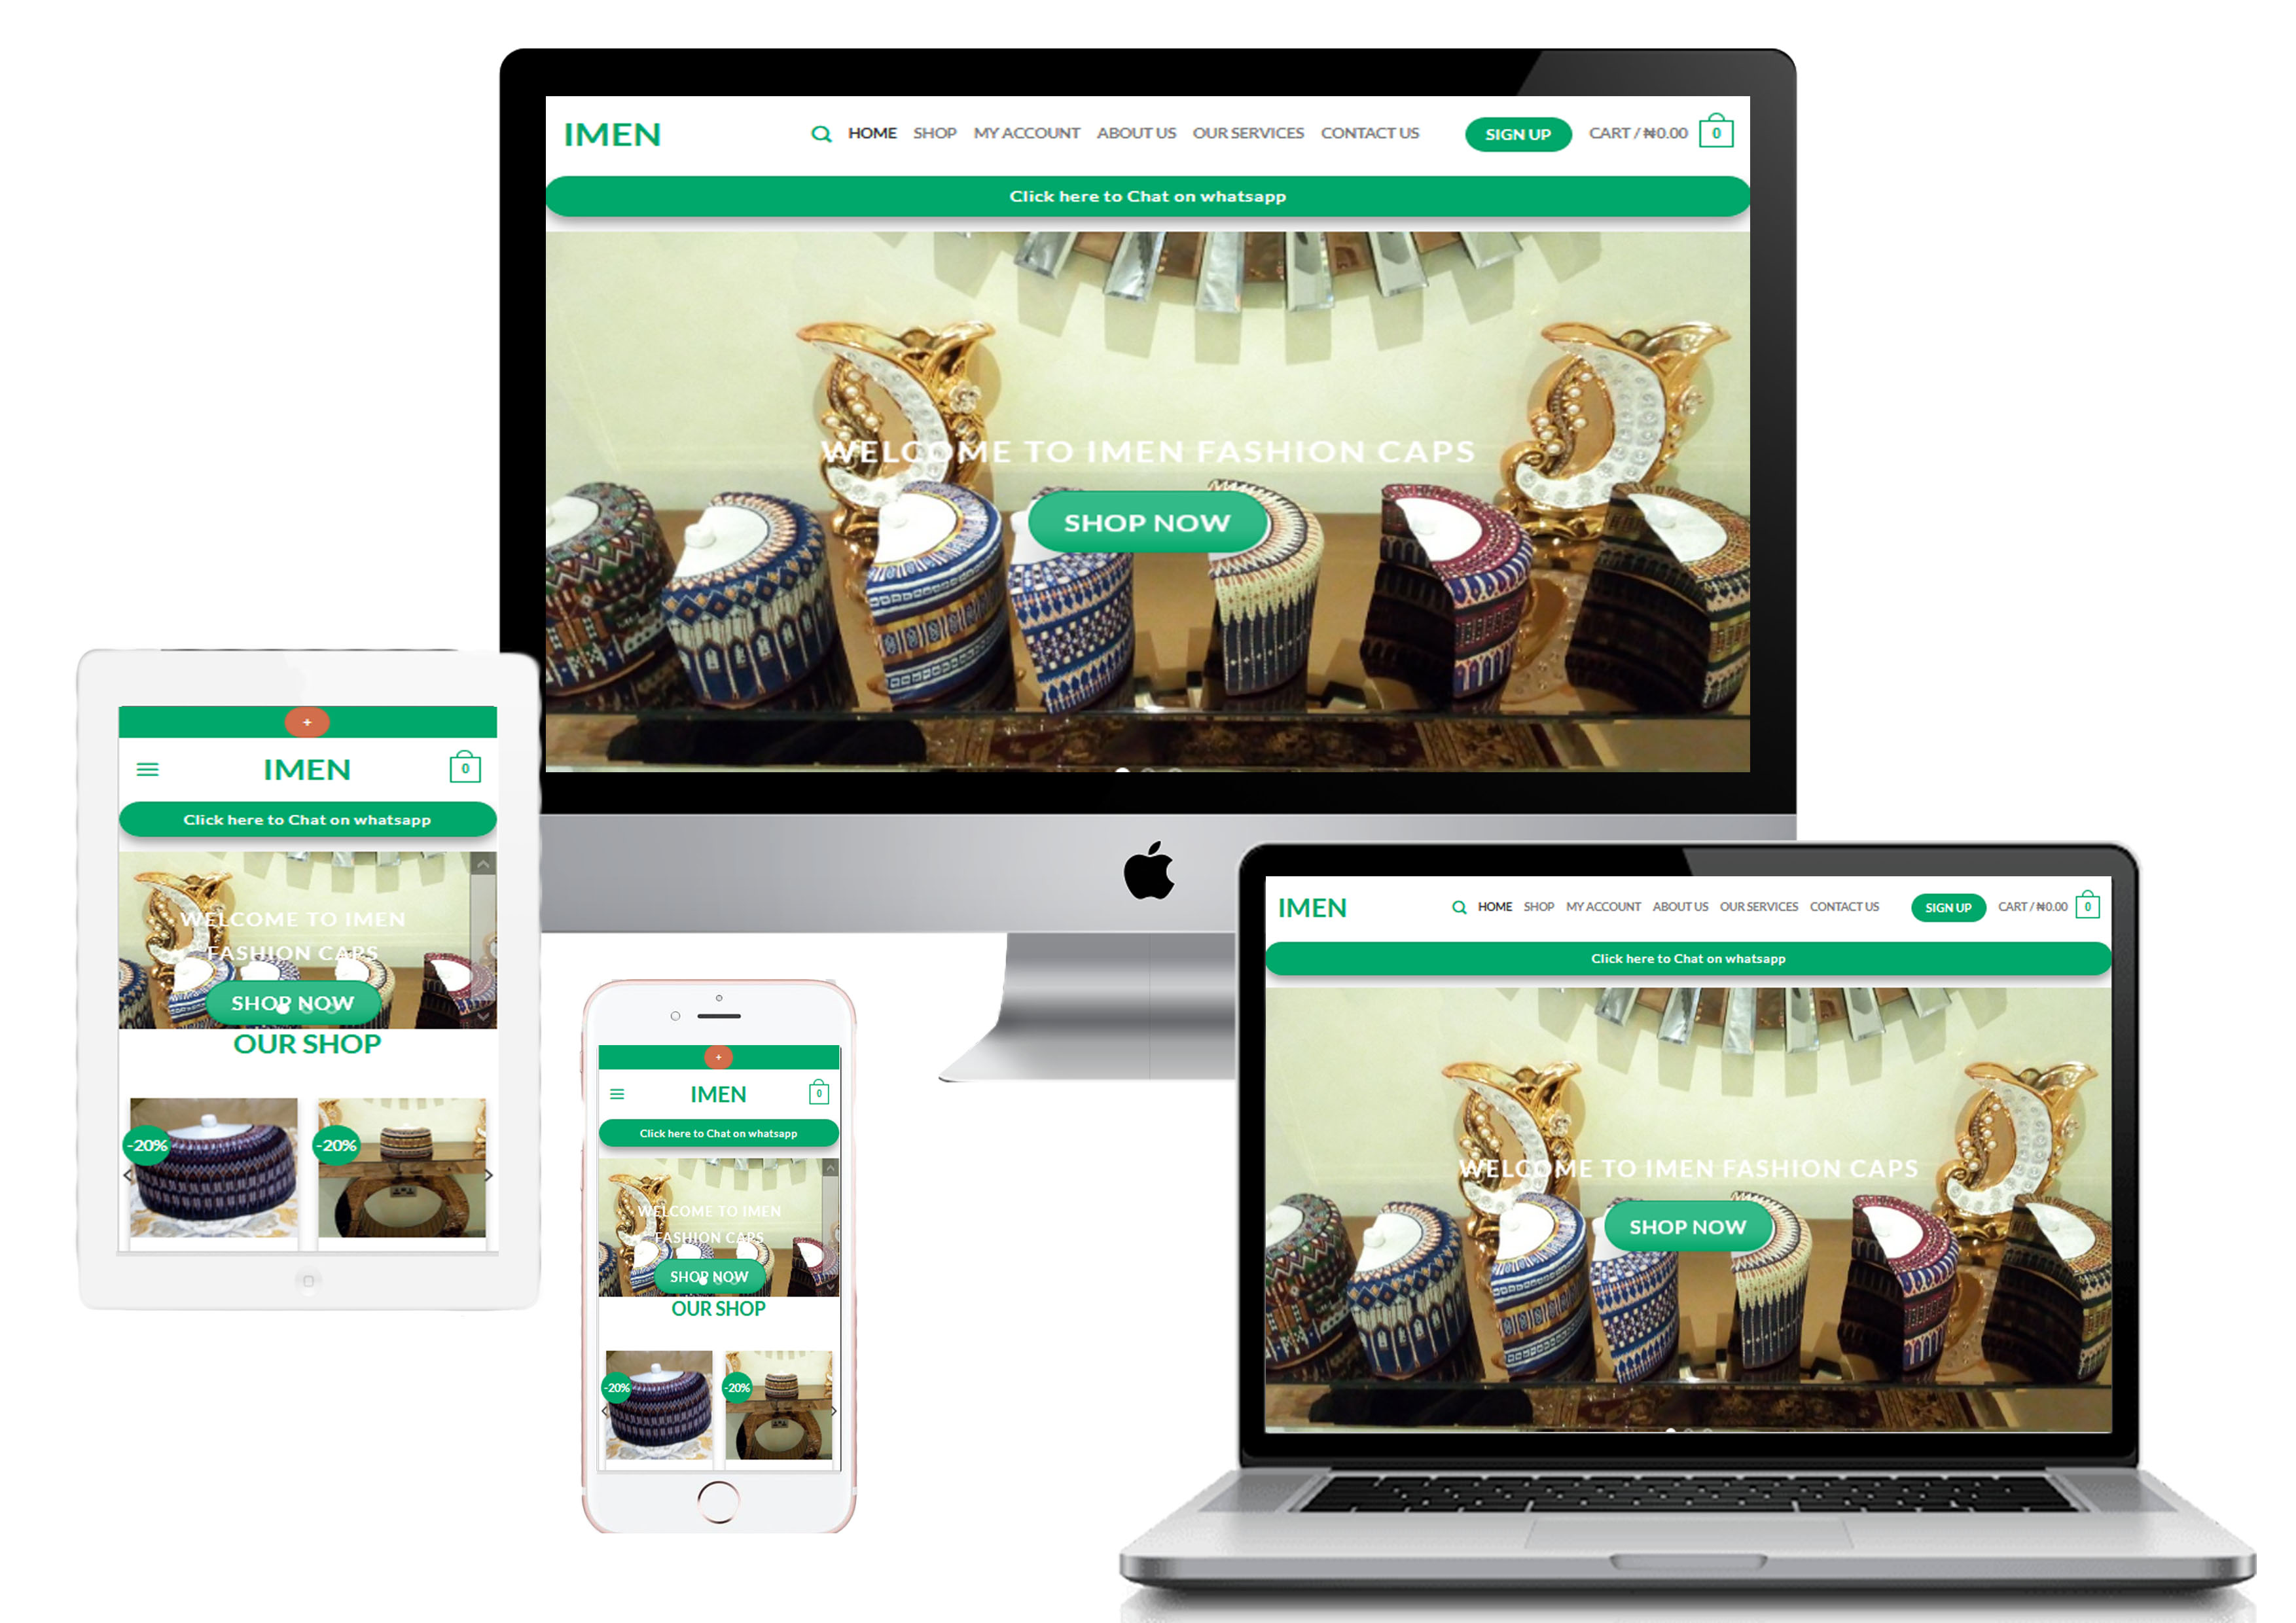 IMEN
HOME SHOP MY ACCOUNT ABOUT US OUR SERVICES CONTACT US SIGN UP CART / ₦0.00 0
Click here to Chat on whatsapp
WELCOME TO IMEN FASHION CAPS
SHOP NOW
+
IMEN 0
Click here to Chat on whatsapp
WELCOME TO IMEN
FASHION CAPS
SHOP NOW
OUR SHOP
-20% -20%
+
IMEN 0
Click here to Chat on whatsapp
WELCOME TO IMEN
FASHION CAPS
SHOP NOW
OUR SHOP
-20% -20%
IMEN HOME SHOP MY ACCOUNT ABOUT US OUR SERVICES CONTACT US SIGN UP CART / ₦0.00 0
Click here to Chat on whatsapp
WELCOME TO IMEN FASHION CAPS
SHOP NOW